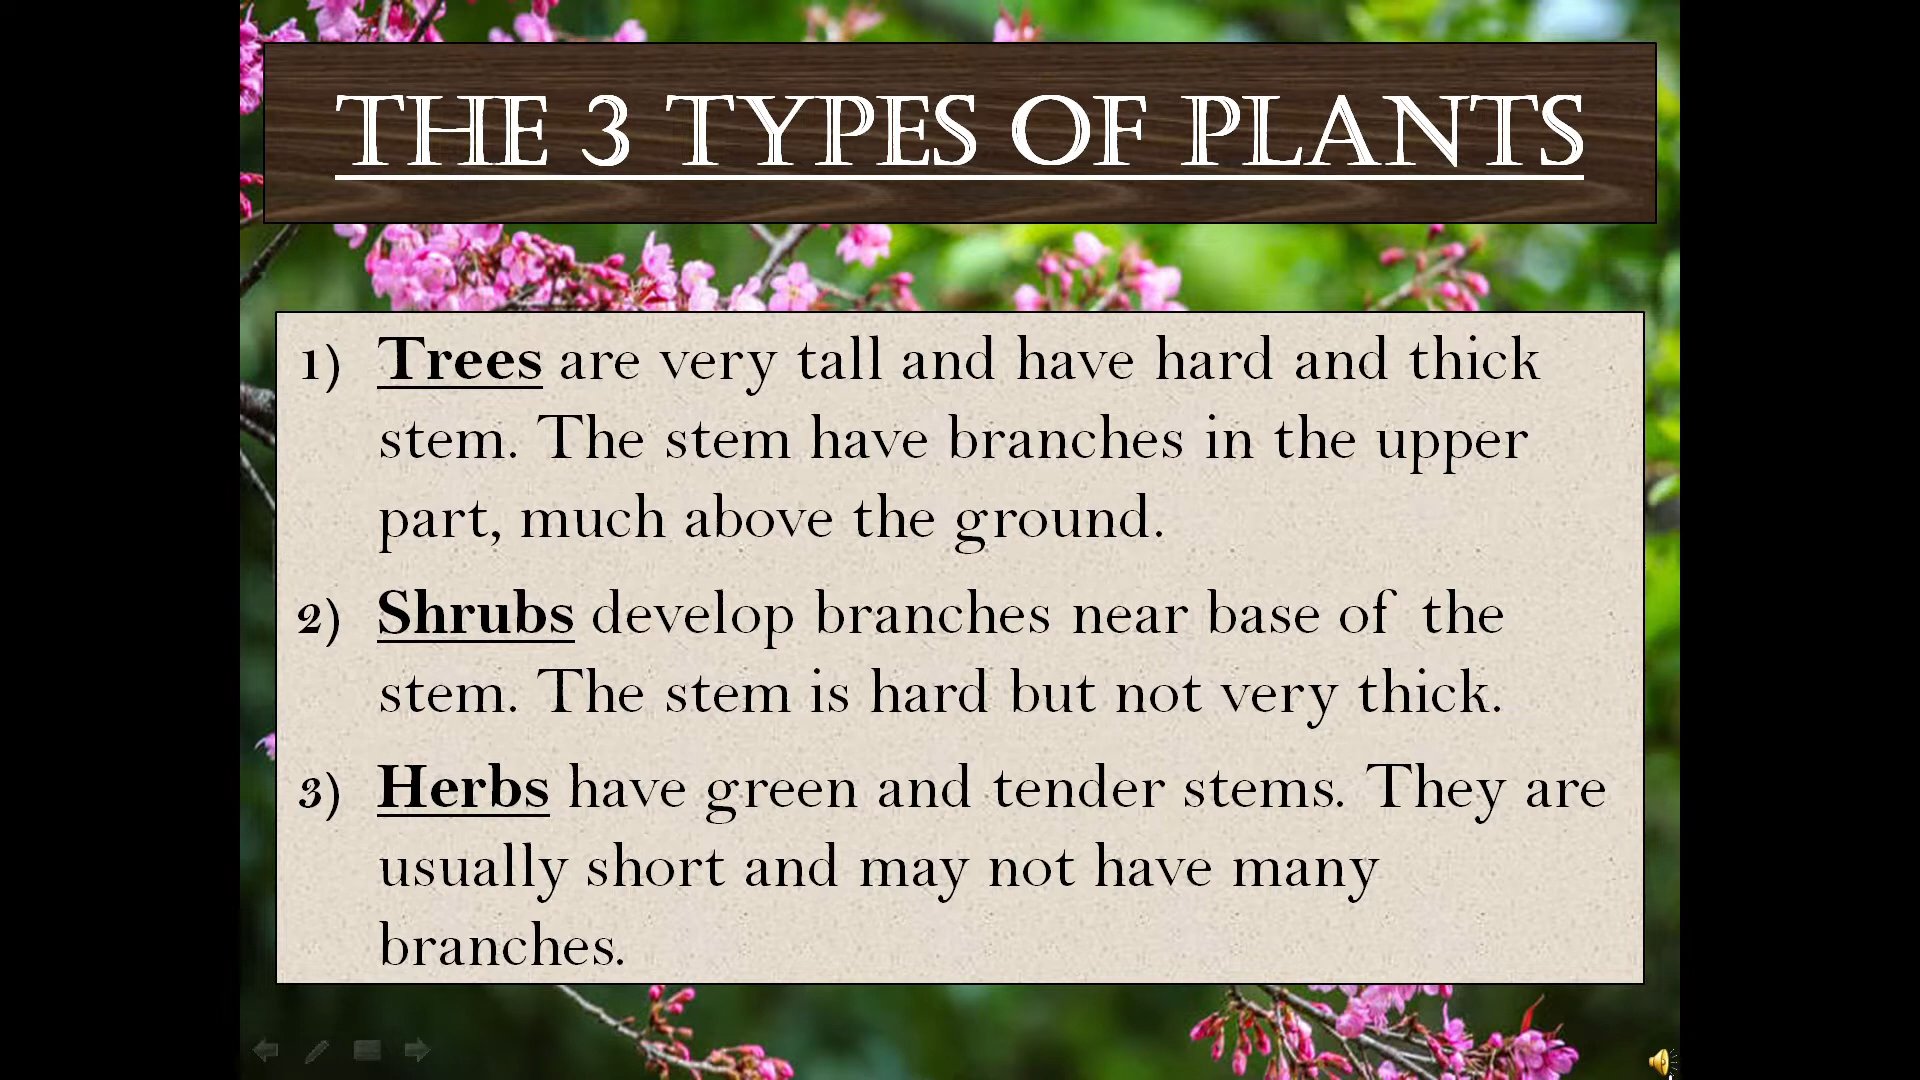 THE 3 TYPES OF PLANTS
1) Trees are very tall and have hard and thick
stem. The stem have branches in the upper
part, much above the ground.
2) Shrubs develop branches near base of the
stem. The stem is hard but not very thick.
3) Herbs have green and tender stems. They are
usually short and may not have many
branches.